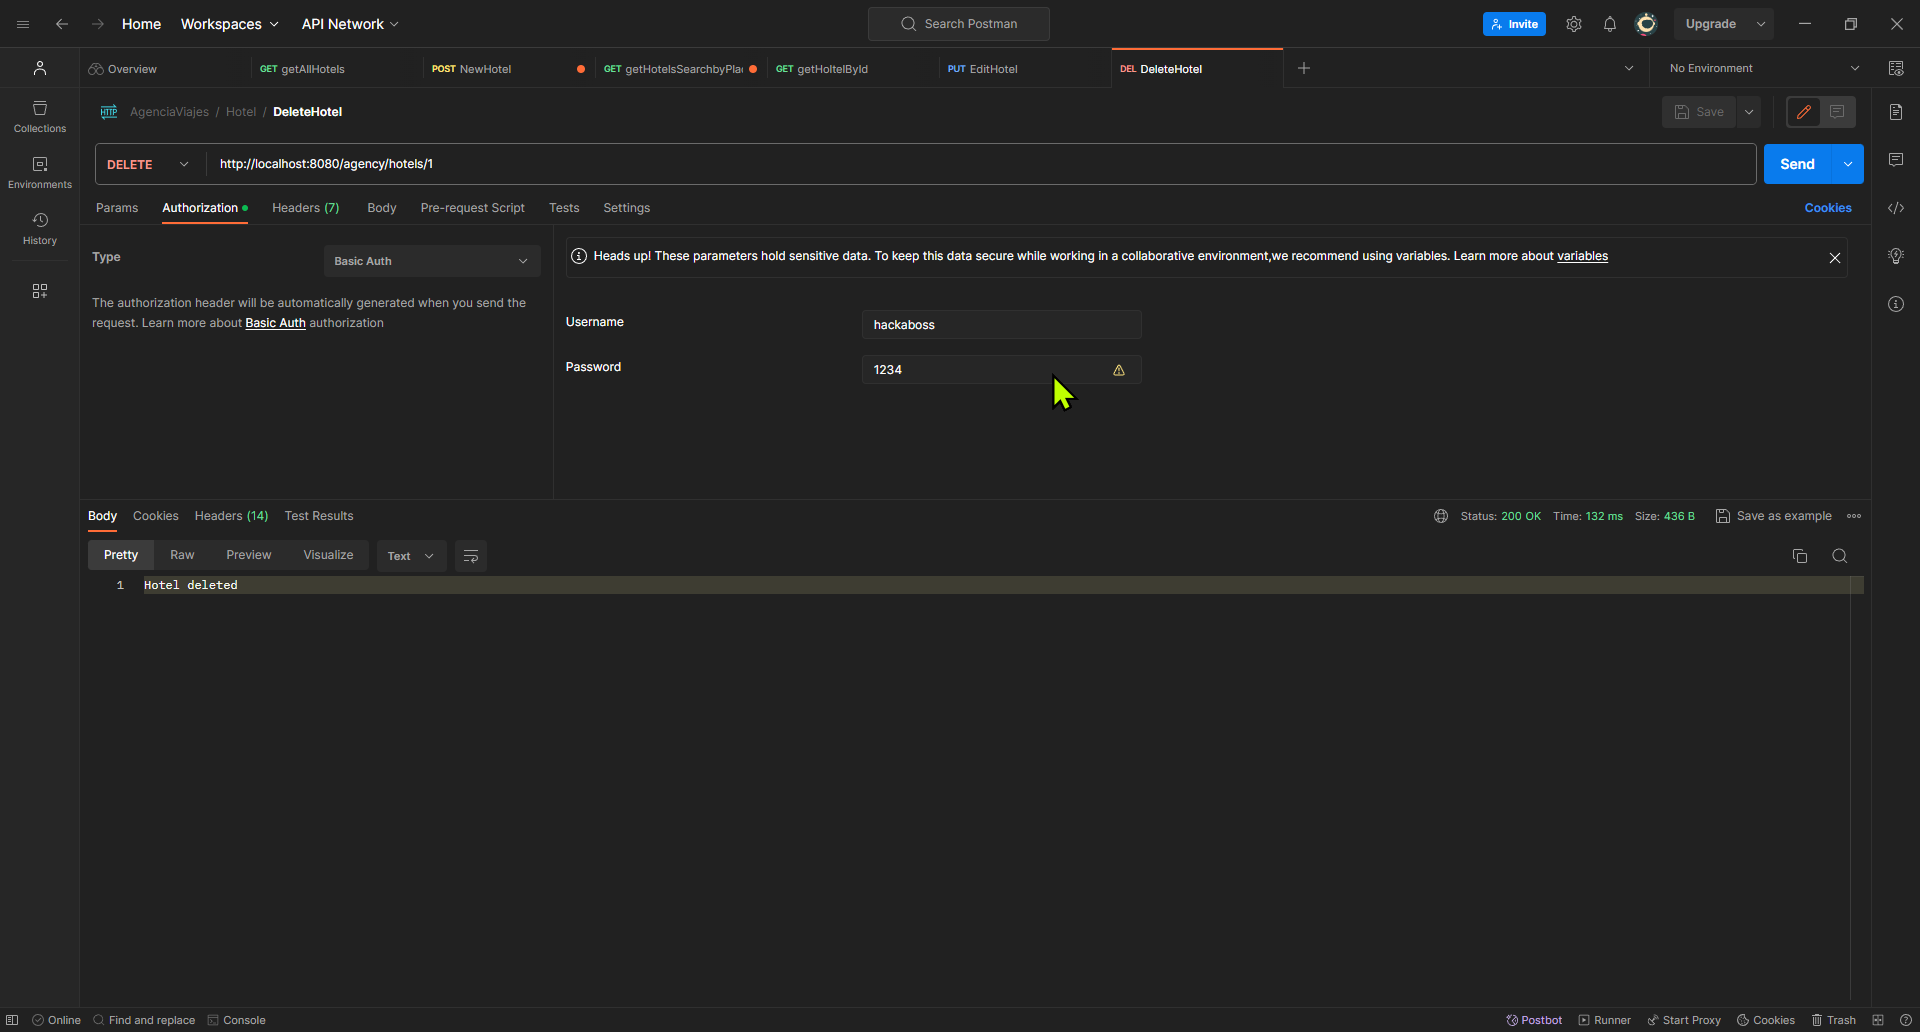 Home Workspaces API Network Search Postman Invite Upgrade
Overview GET getAllHotels POST NewHotel GET getHotelsSearchbyPla GET getHoltelById PUT EditHotel DEL DeleteHotel No Environment
HTTP AgenciaViajes / Hotel / DeleteHotel Save
Collections
DELETE http://localhost:8080/agency/hotels/1 Send
Environments
Params Authorization Headers (7) Body Pre-request Script Tests Settings Cookies
History
Type Basic Auth
The authorization header will be automatically generated when you send the
request. Learn more about Basic Auth authorization
Heads up! These parameters hold sensitive data. To keep this data secure while working in a collaborative environment,we recommend using variables. Learn more about variables
Username hackaboss
Password 1234
Body Cookies Headers (14) Test Results Status: 200 OK Time: 132 ms Size: 436 B Save as example
Pretty Raw Preview Visualize Text
1 Hotel deleted
Online Find and replace Console Postbot Runner Start Proxy Cookies Trash